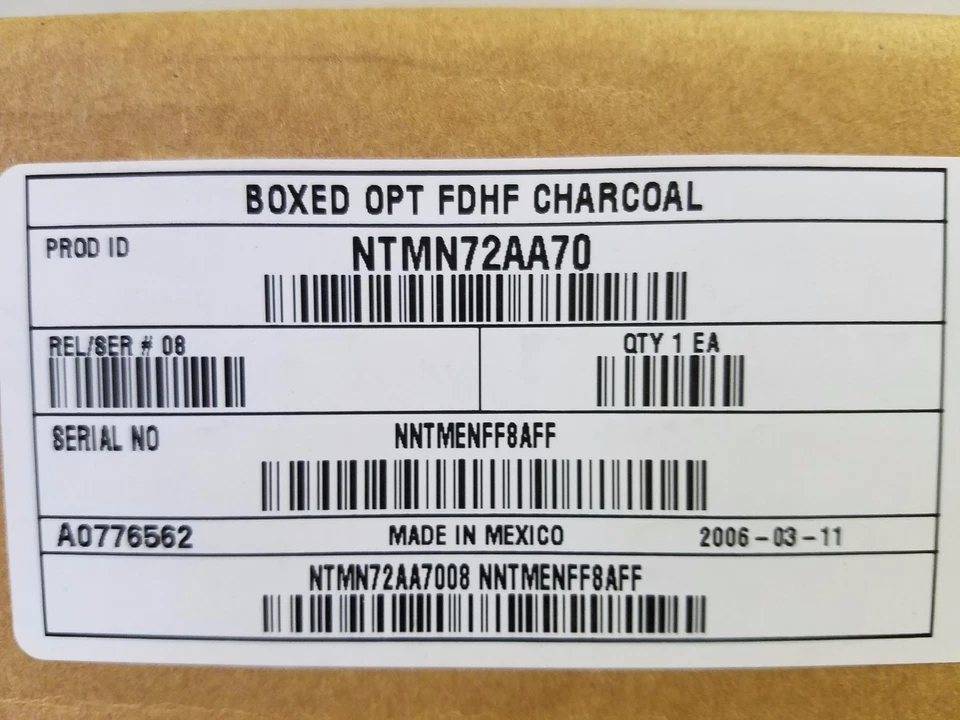 BOXED OPT FDHF CHARCOAL
PROD ID NTMN72AA70
REL/SER # 08 QTY 1 EA
SERIAL NO NNTMENFF8AFF
A0776562 MADE IN MEXICO 2006-03-11
NTMN72AA7008 NNTMENFF8AFF